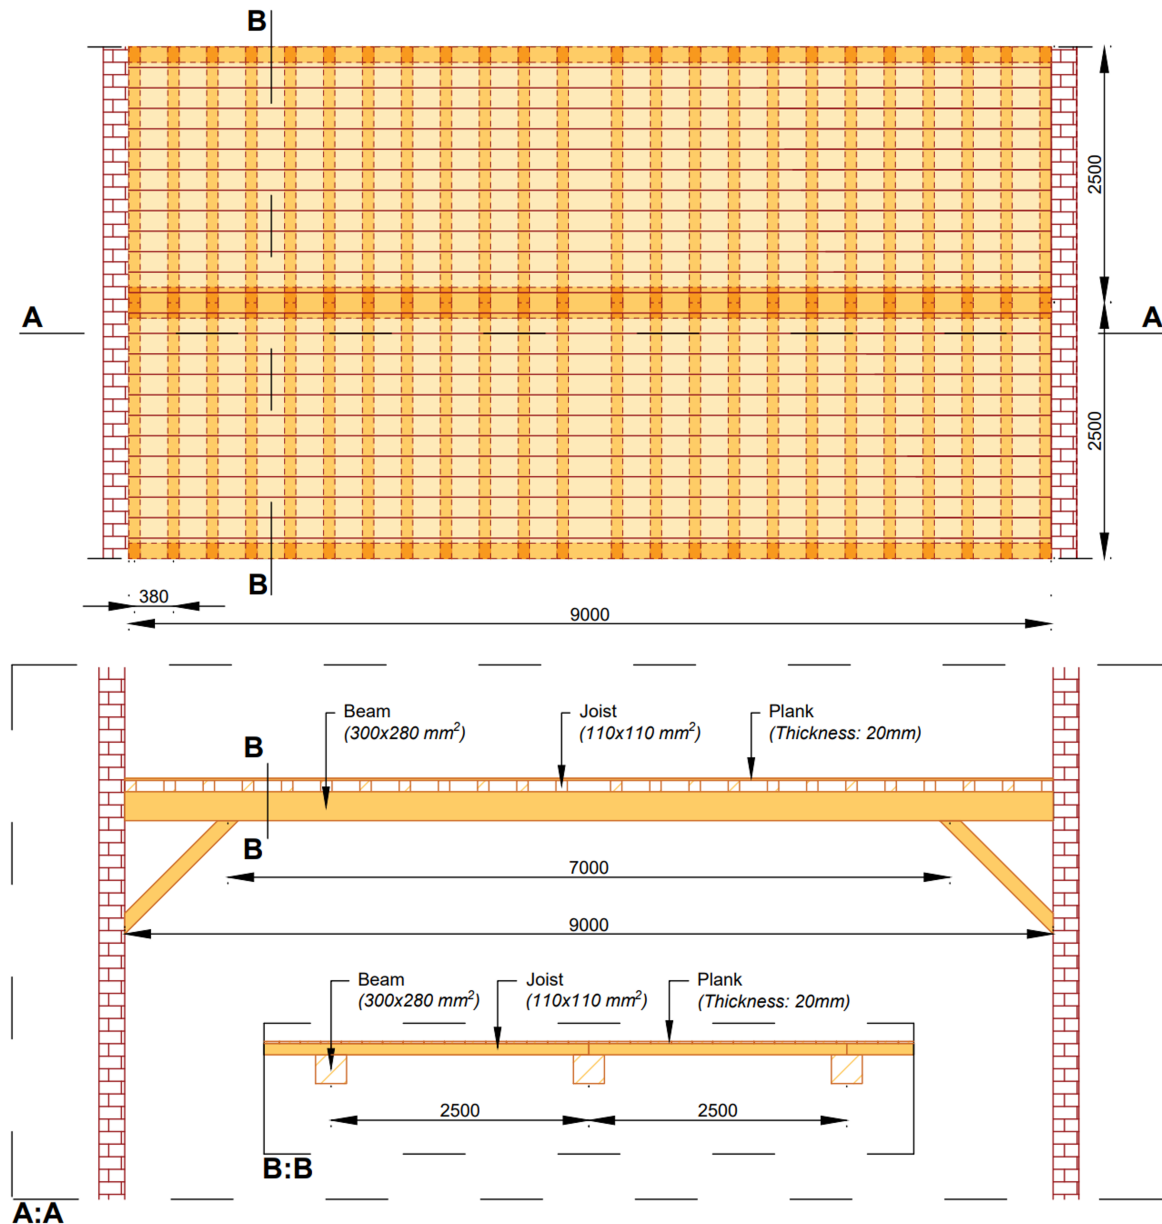 B
2500
A
A
2500
B
380
9000
Beam
(300x280 mm²)
Joist
(110x110 mm²)
Plank
(Thickness: 20mm)
B
B
7000
9000
Beam
(300x280 mm²)
Joist
(110x110 mm²)
Plank
(Thickness: 20mm)
2500
2500
B:B
A:A